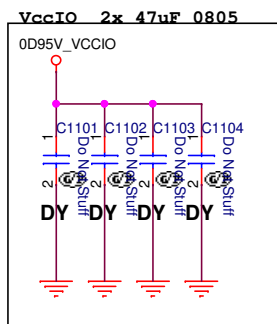 VccIO 2x 47uF 0805
0D95V_VCCIO
C1101 C1102 C1103 C1104
1 1 1 1
Do Not Stuff Do Not Stuff Do Not Stuff Do Not Stuff
2 2 2 2
DY DY DY DY